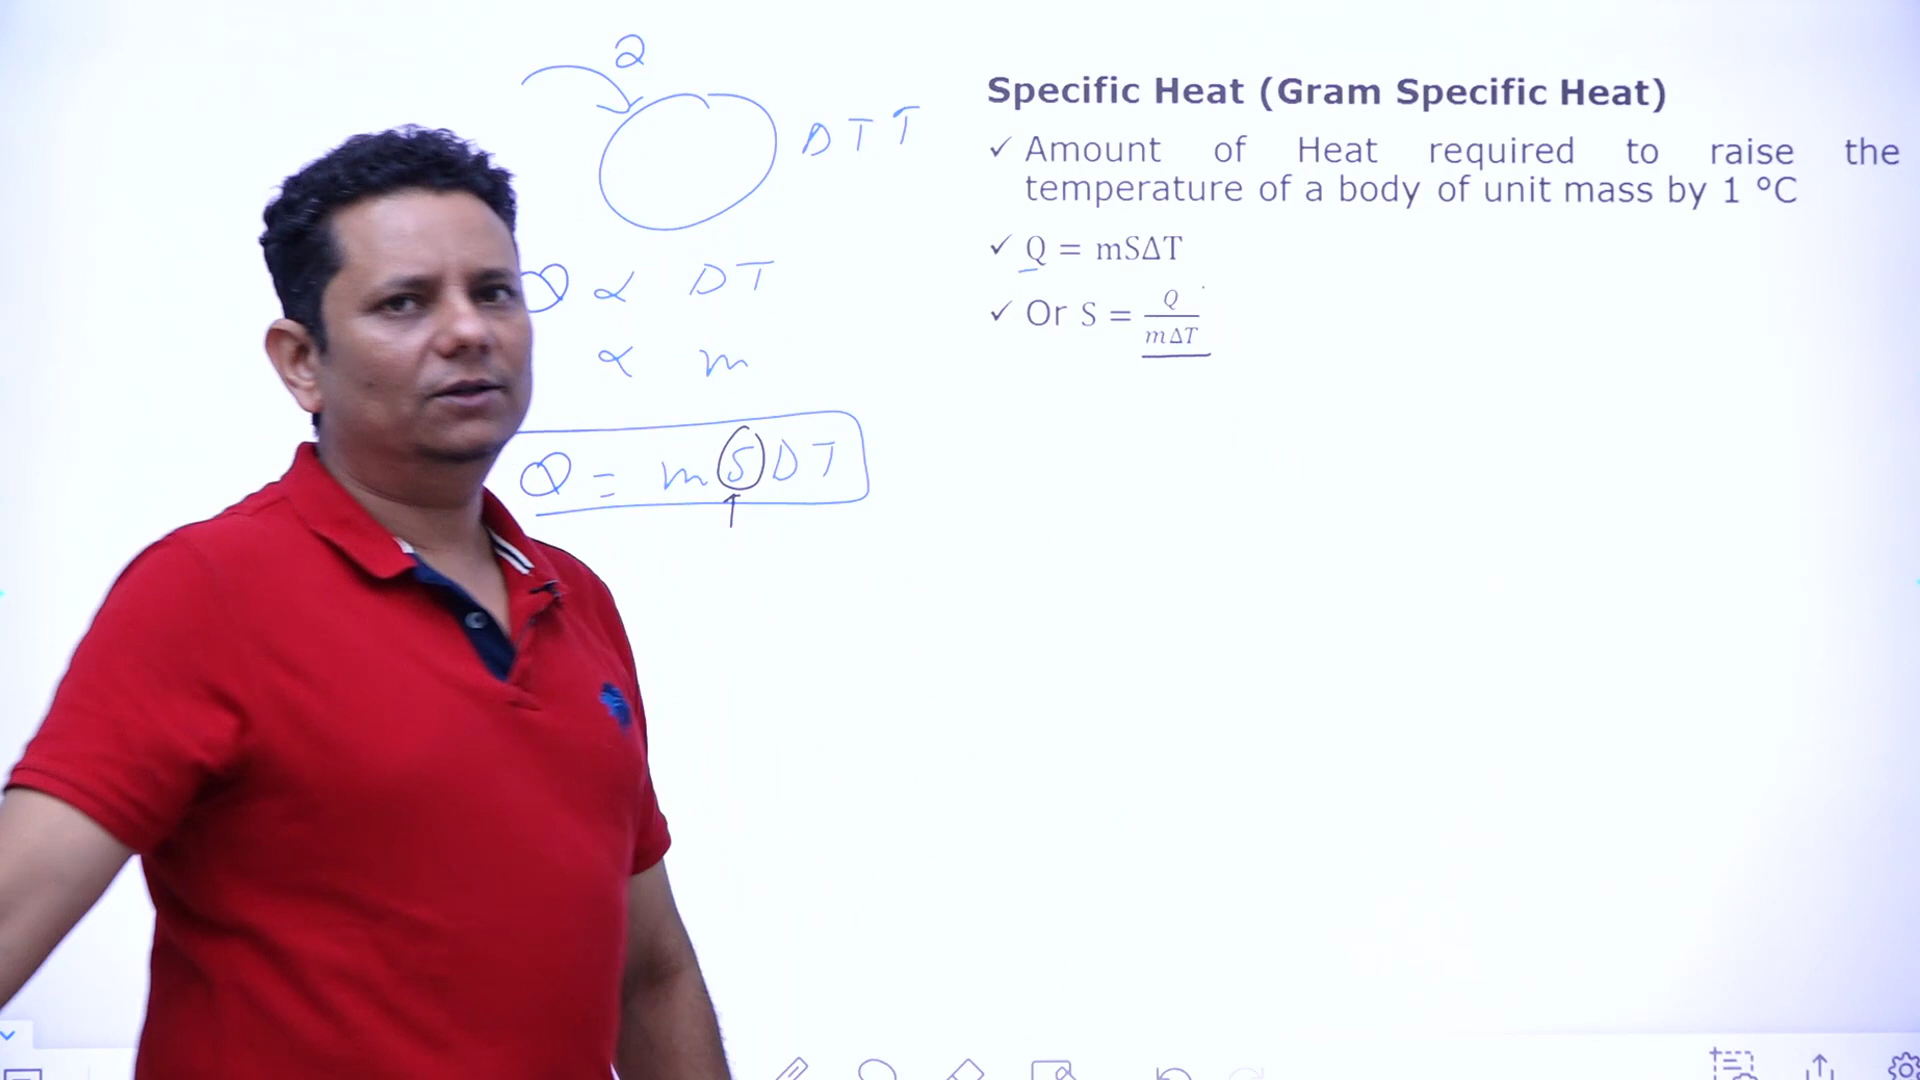 Q
ΔT T
Q ∝ ΔT
∝ m
Q = m S ΔT
Specific Heat (Gram Specific Heat)
✓ Amount of Heat required to raise the
temperature of a body of unit mass by 1 °C
✓ Q = mSΔT
✓ Or S = Q / mΔT